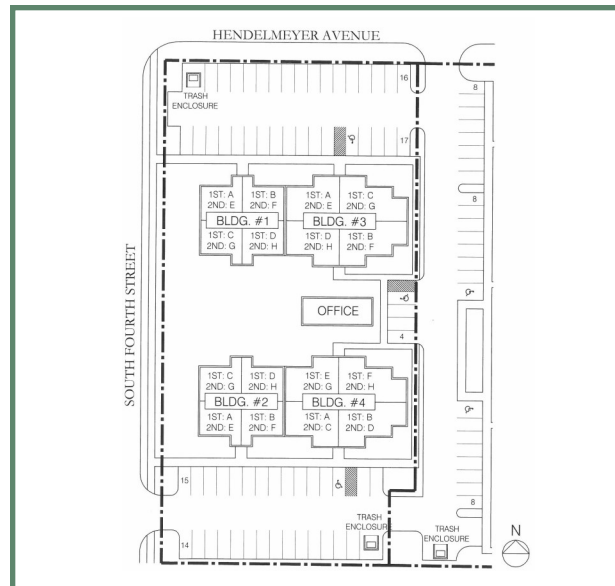 HENDELMEYER AVENUE
16
8
TRASH
ENCLOSURE
17
8
1ST: A
2ND: E
1ST: B
2ND: F
1ST: A
2ND: E
1ST: C
2ND: G
BLDG. #1
BLDG. #3
1ST: C
2ND: G
1ST: D
2ND: H
1ST: D
2ND: H
1ST: B
2ND: F
SOUTH FOURTH STREET
OFFICE
4
1ST: C
2ND: G
1ST: D
2ND: H
1ST: E
2ND: G
1ST: F
2ND: H
BLDG. #2
BLDG. #4
1ST: A
2ND: E
1ST: B
2ND: F
1ST: A
2ND: C
1ST: B
2ND: D
15
8
TRASH
ENCLOSURE
14
TRASH
ENCLOSURE
N